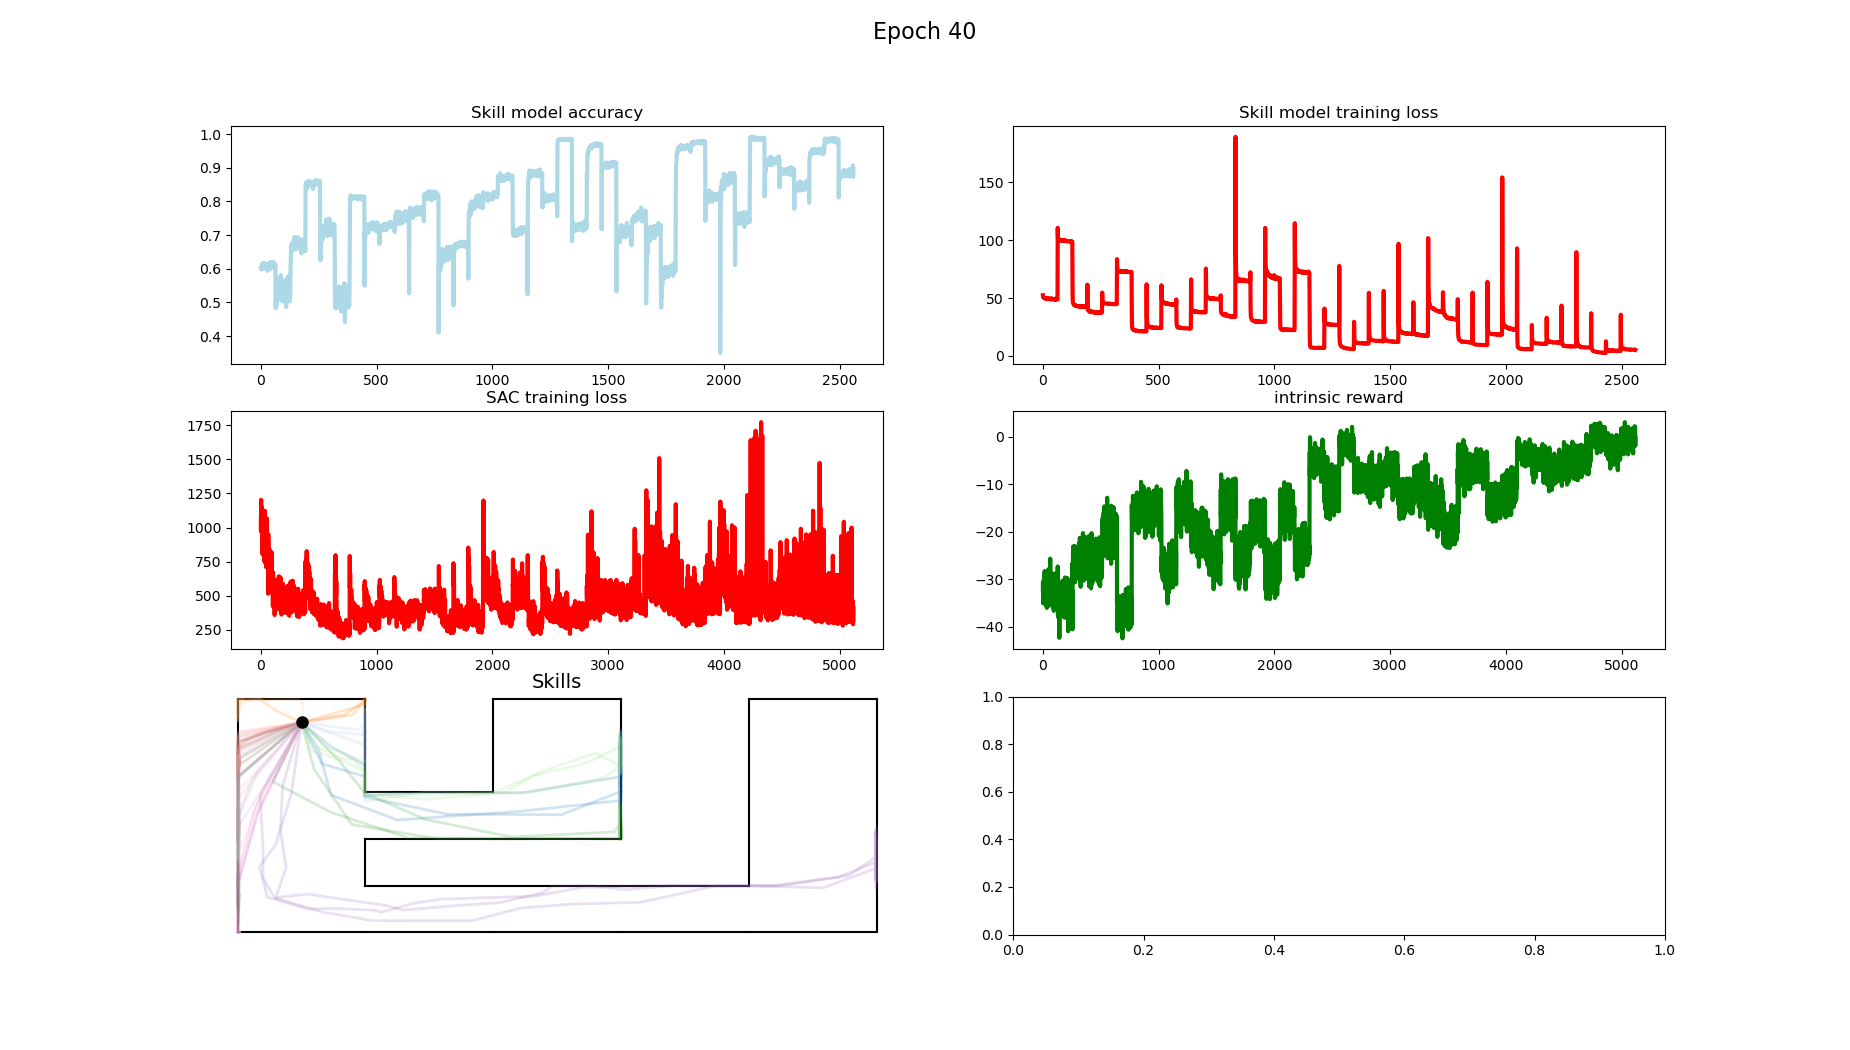 Epoch 40
Skill model accuracy
1.0
0.9
0.8
0.7
0.6
0.5
0.4
0 500 1000 1500 2000 2500
Skill model training loss
150
100
50
0
0 500 1000 1500 2000 2500
SAC training loss
1750
1500
1250
1000
750
500
250
0 1000 2000 3000 4000 5000
intrinsic reward
0
−10
−20
−30
−40
0 1000 2000 3000 4000 5000
Skills
1.0
0.8
0.6
0.4
0.2
0.0
0.0 0.2 0.4 0.6 0.8 1.0